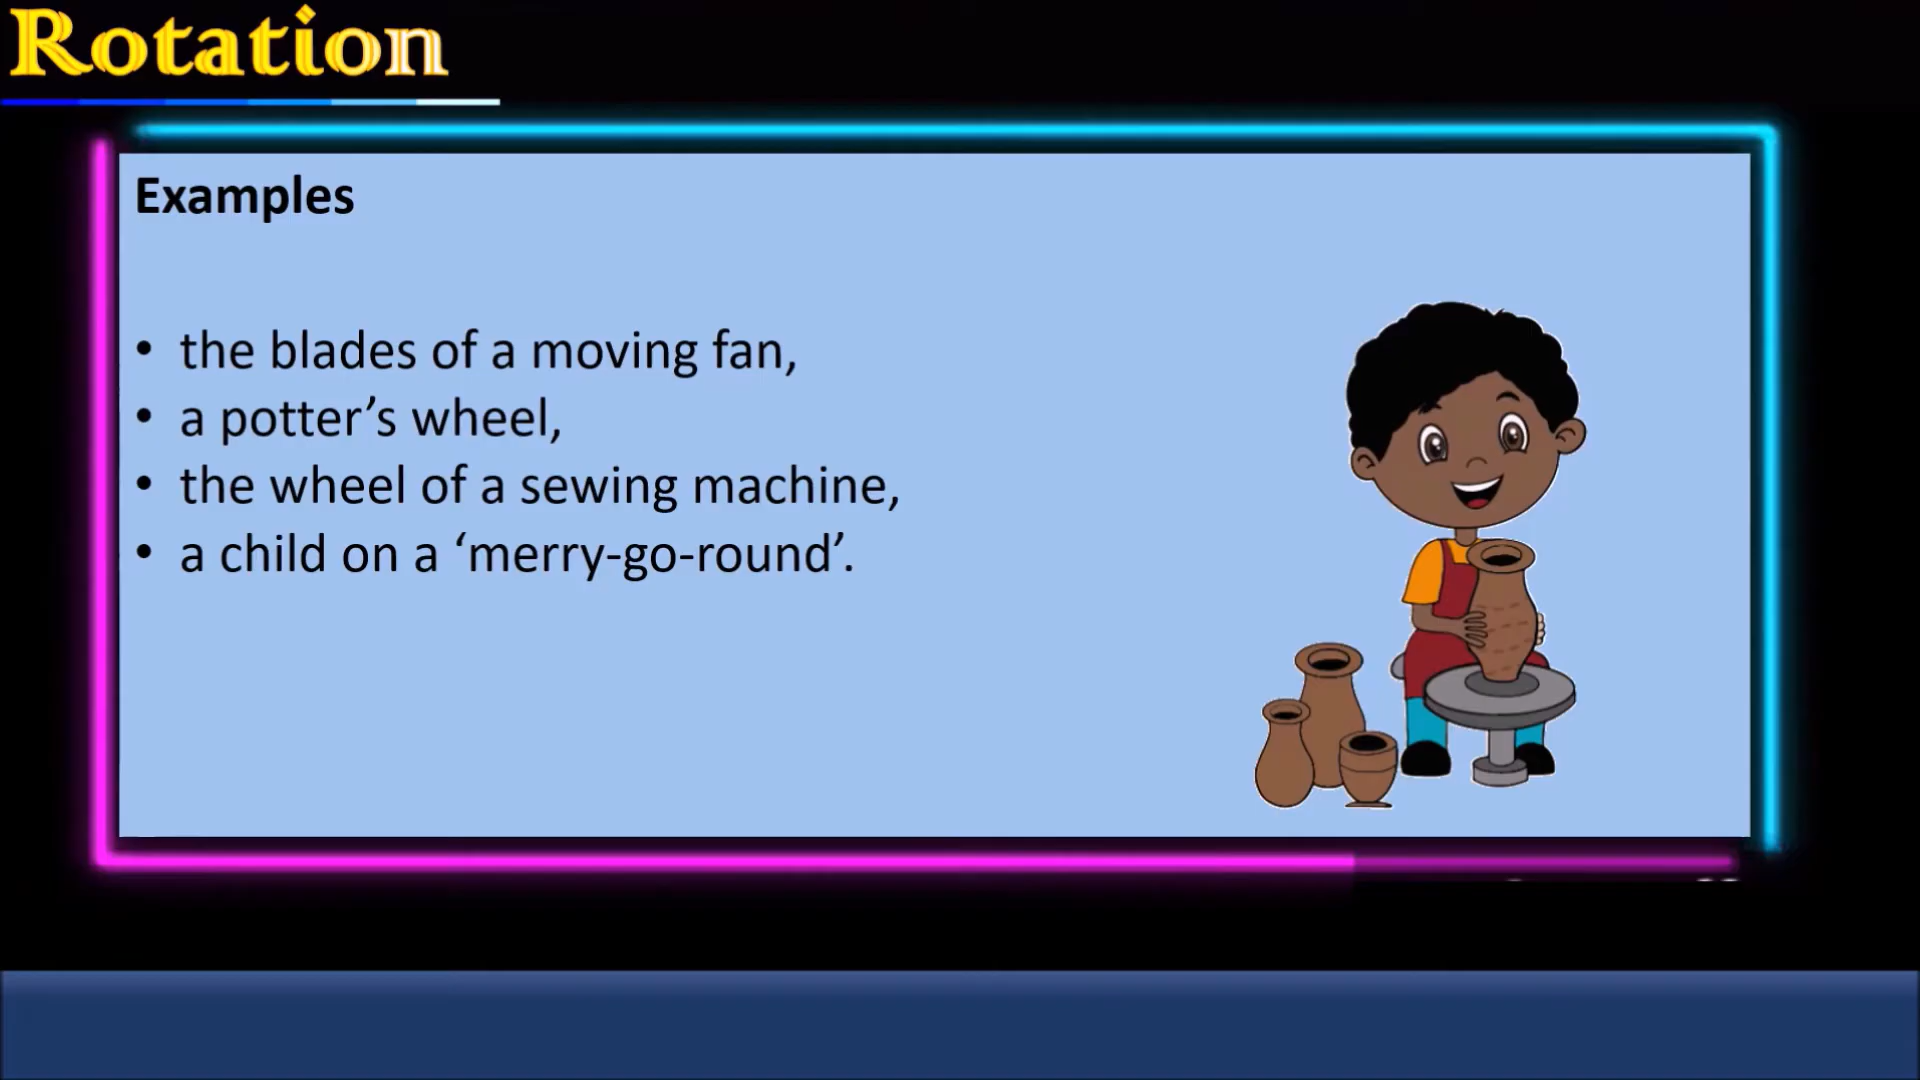 Rotation
Examples
• the blades of a moving fan,
• a potter’s wheel,
• the wheel of a sewing machine,
• a child on a ‘merry-go-round’.